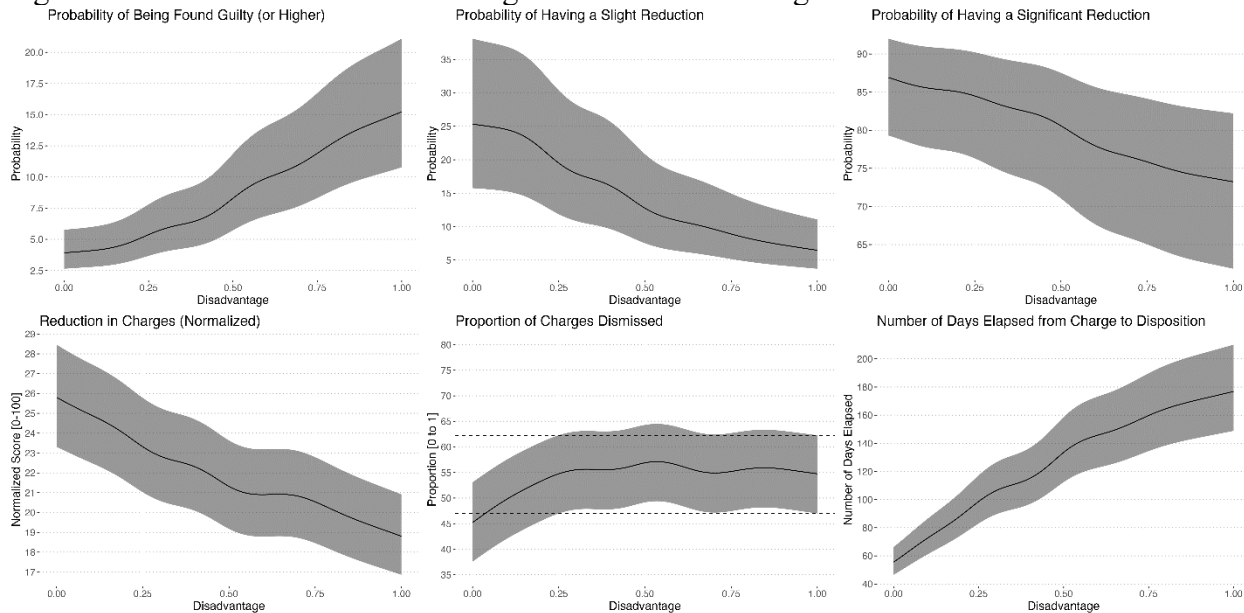 Probability of Being Found Guilty (or Higher)
Probability
20.0
17.5
15.0
12.5
10.0
7.5
5.0
2.5
0.00 0.25 0.50 0.75 1.00
Disadvantage
Probability of Having a Slight Reduction
Probability
35
30
25
20
15
10
5
0.00 0.25 0.50 0.75 1.00
Disadvantage
Probability of Having a Significant Reduction
Probability
90
85
80
75
70
65
0.00 0.25 0.50 0.75 1.00
Disadvantage
Reduction in Charges (Normalized)
Normalized Score [0-100]
29
28
27
26
25
24
23
22
21
20
19
18
17
0.00 0.25 0.50 0.75 1.00
Disadvantage
Proportion of Charges Dismissed
Proportion [0 to 1]
80
75
70
65
60
55
50
45
40
35
0.00 0.25 0.50 0.75 1.00
Disadvantage
Number of Days Elapsed from Charge to Disposition
Number of Days Elapsed
200
180
160
140
120
100
80
60
40
0.00 0.25 0.50 0.75 1.00
Disadvantage